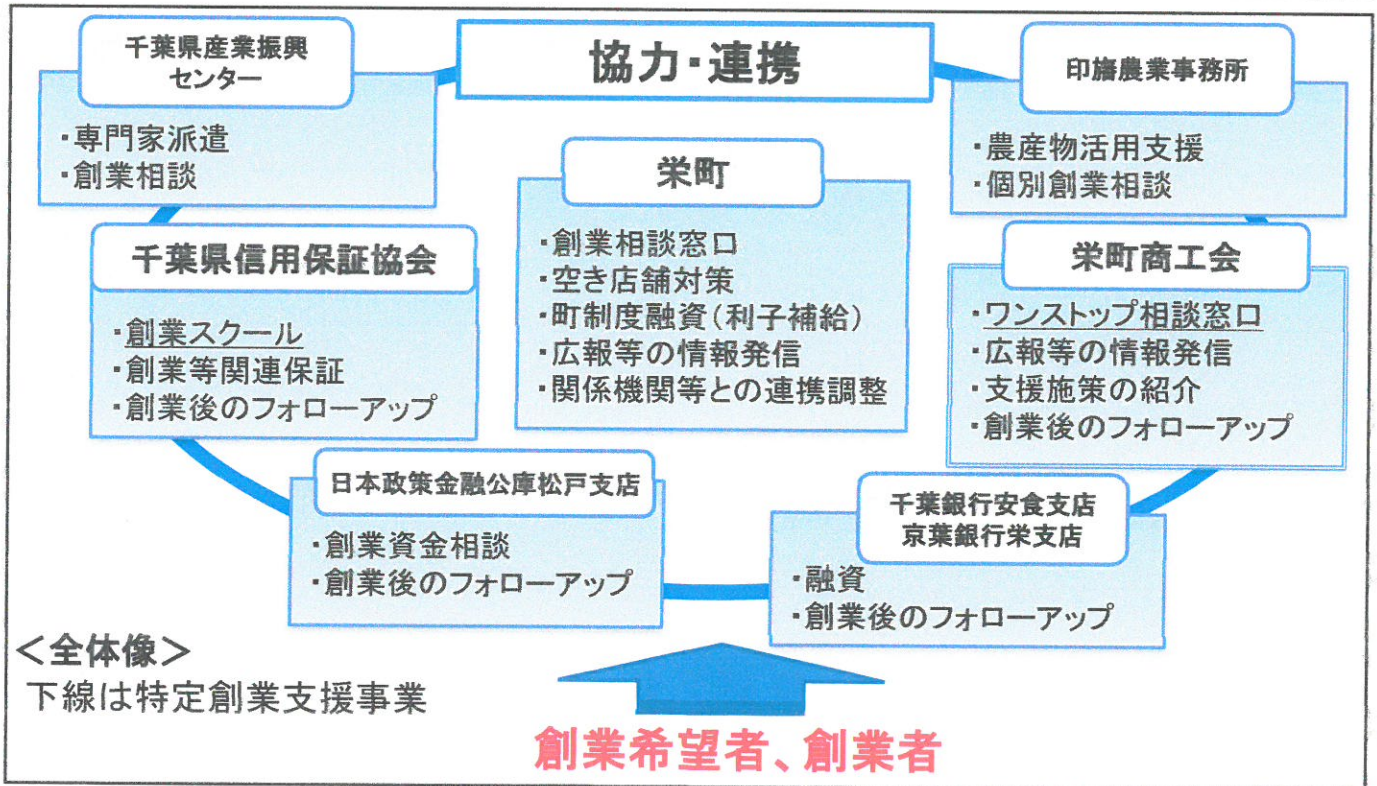 千葉県産業振興
センター
・専門家派遣
・創業相談
協力・連携
印旛農業事務所
・農産物活用支援
・個別創業相談
栄町
・創業相談窓口
・空き店舗対策
・町制度融資(利子補給)
・広報等の情報発信
・関係機関等との連携調整
千葉県信用保証協会
・創業スクール
・創業等関連保証
・創業後のフォローアップ
栄町商工会
・ワンストップ相談窓口
・広報等の情報発信
・支援施策の紹介
・創業後のフォローアップ
日本政策金融公庫松戸支店
・創業資金相談
・創業後のフォローアップ
千葉銀行安食支店
京葉銀行栄支店
・融資
・創業後のフォローアップ
<全体像>
下線は特定創業支援事業
創業希望者、創業者